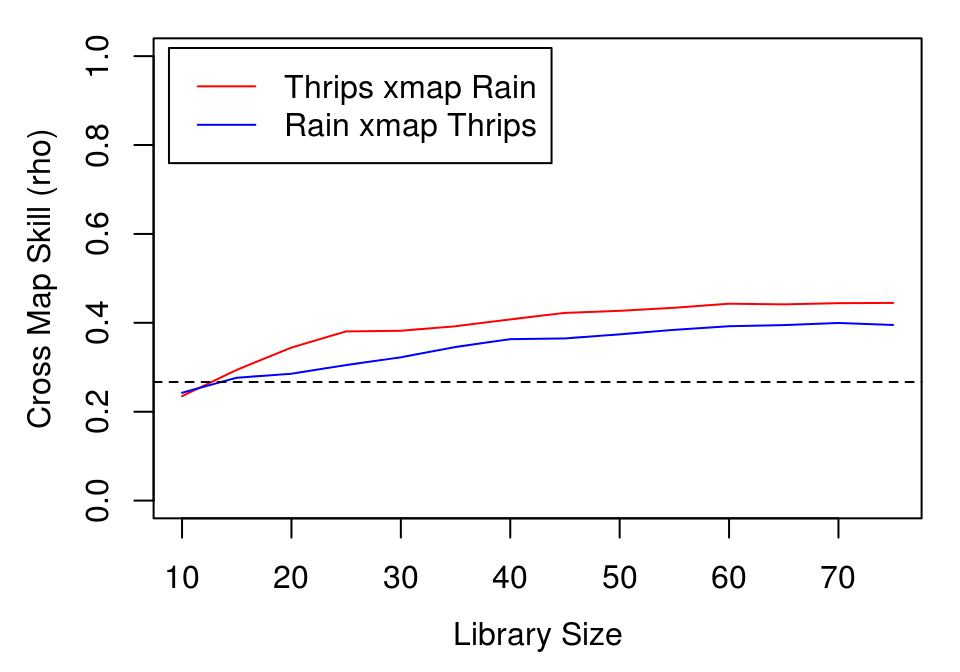 Thrips xmap Rain
Rain xmap Thrips
Cross Map Skill (rho)
1.0
0.8
0.6
0.4
0.2
0.0
10 20 30 40 50 60 70
Library Size